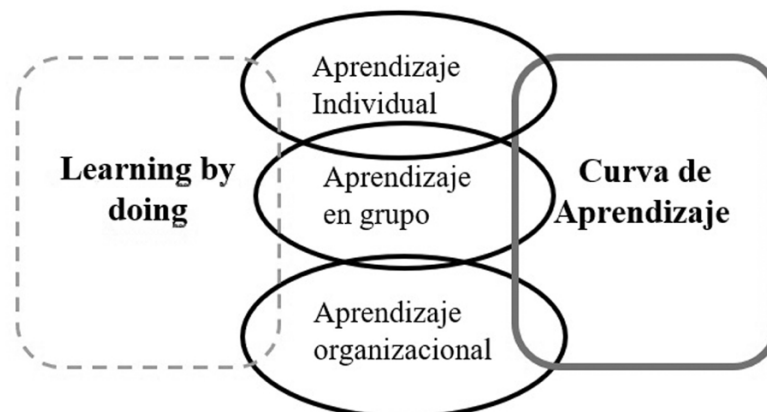 Aprendizaje
Individual
Learning by
doing
Aprendizaje
en grupo
Curva de
Aprendizaje
Aprendizaje
organizacional